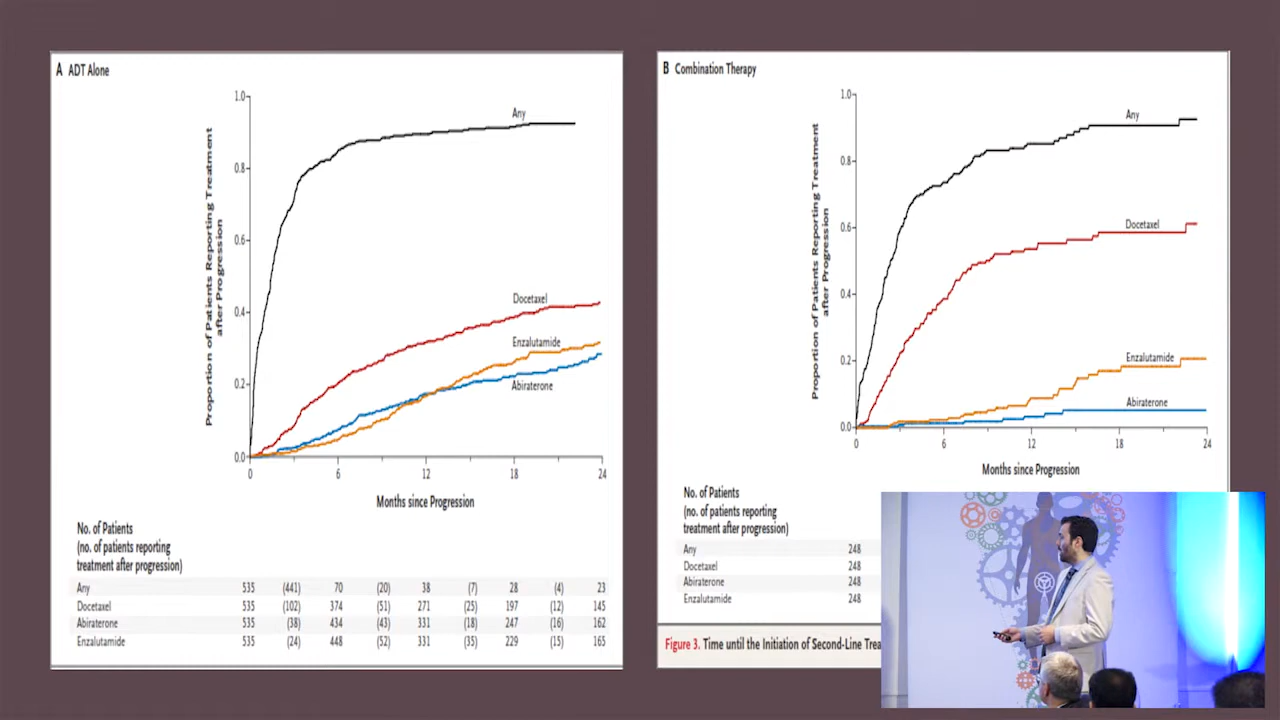 A ADT Alone
1.0
0.8
0.6
0.4
0.2
0.0
Proportion of Patients Reporting Treatment
after Progression
Any
Docetaxel
Enzalutamide
Abiraterone
0 6 12 18 24
Months since Progression
No. of Patients
(no. of patients reporting
treatment after progression)
Any 535 (441) 70 (20) 38 (7) 28 (4) 23
Docetaxel 535 (102) 374 (51) 271 (25) 197 (12) 145
Abiraterone 535 (38) 434 (43) 331 (18) 247 (16) 162
Enzalutamide 535 (24) 448 (52) 331 (35) 229 (15) 165
B Combination Therapy
1.0
0.8
0.6
0.4
0.2
0.0
Proportion of Patients Reporting Treatment
after Progression
Any
Docetaxel
Enzalutamide
Abiraterone
0 6 12 18 24
Months since Progression
No. of Patients
(no. of patients reporting
treatment after progression)
Any 248
Docetaxel 248
Abiraterone 248
Enzalutamide 248
Figure 3. Time until the Initiation of Second-Line Trea